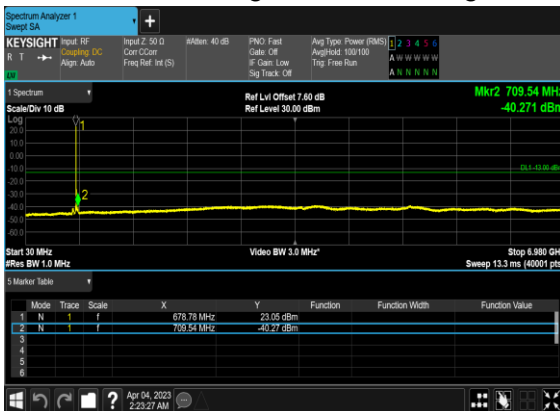 Spectrum Analyzer 1
Swept SA
KEYSIGHT Input: RF Input Z: 50 Ω #Atten: 40 dB PNO: Fast Avg Type: Power (RMS) 1 2 3 4 5 6
R T Coupling: DC Corr CCorr Gate: Off Avg|Hold: 100/100 A W W W W W
Align: Auto Freq Ref: Int (S) IF Gain: Low Trig: Free Run
LV Sig Track: Off A N N N N N
1 Spectrum
Ref Lvl Offset 7.60 dB Mkr2 709.54 MHz
Scale/Div 10 dB Ref Level 30.00 dBm -40.271 dBm
Log
20.0
10.0
0.00
-10.0
DL1 -13.00 dBm
-20.0
-30.0
-40.0
-50.0
-60.0
1
2
Start 30 MHz Video BW 3.0 MHz* Stop 6.980 GH
#Res BW 1.0 MHz Sweep 13.3 ms (40001 pts
5 Marker Table
Mode Trace Scale X Y Function Function Width Function Value
1 N 1 f 678.78 MHz 23.05 dBm
2 N 1 f 709.54 MHz -40.27 dBm
3
4
5
6
? Apr 04, 2023
2:23:27 AM